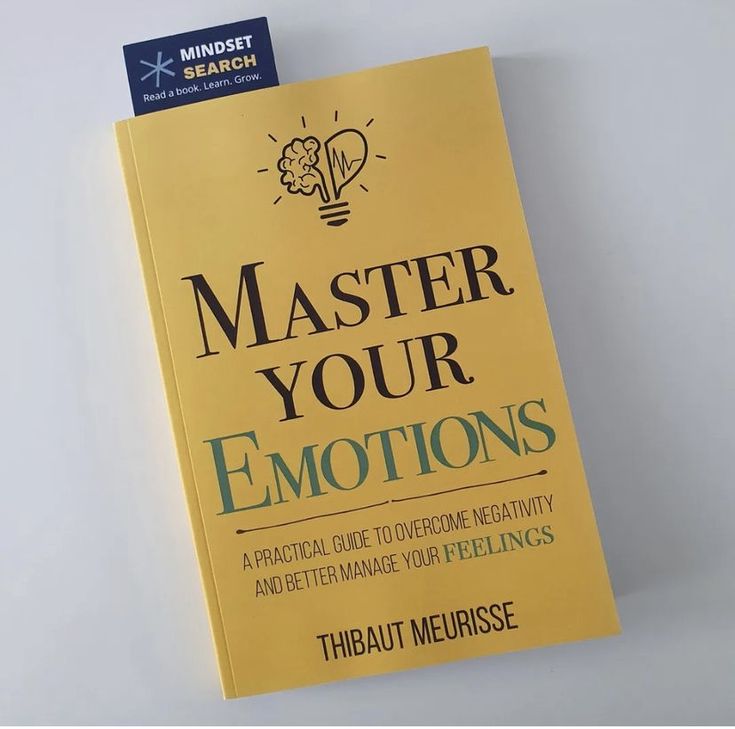 MINDSET
SEARCH
Read a book. Learn. Grow.
MASTER
YOUR
EMOTIONS
A PRACTICAL GUIDE TO OVERCOME NEGATIVITY
AND BETTER MANAGE YOUR FEELINGS
THIBAUT MEURISSE